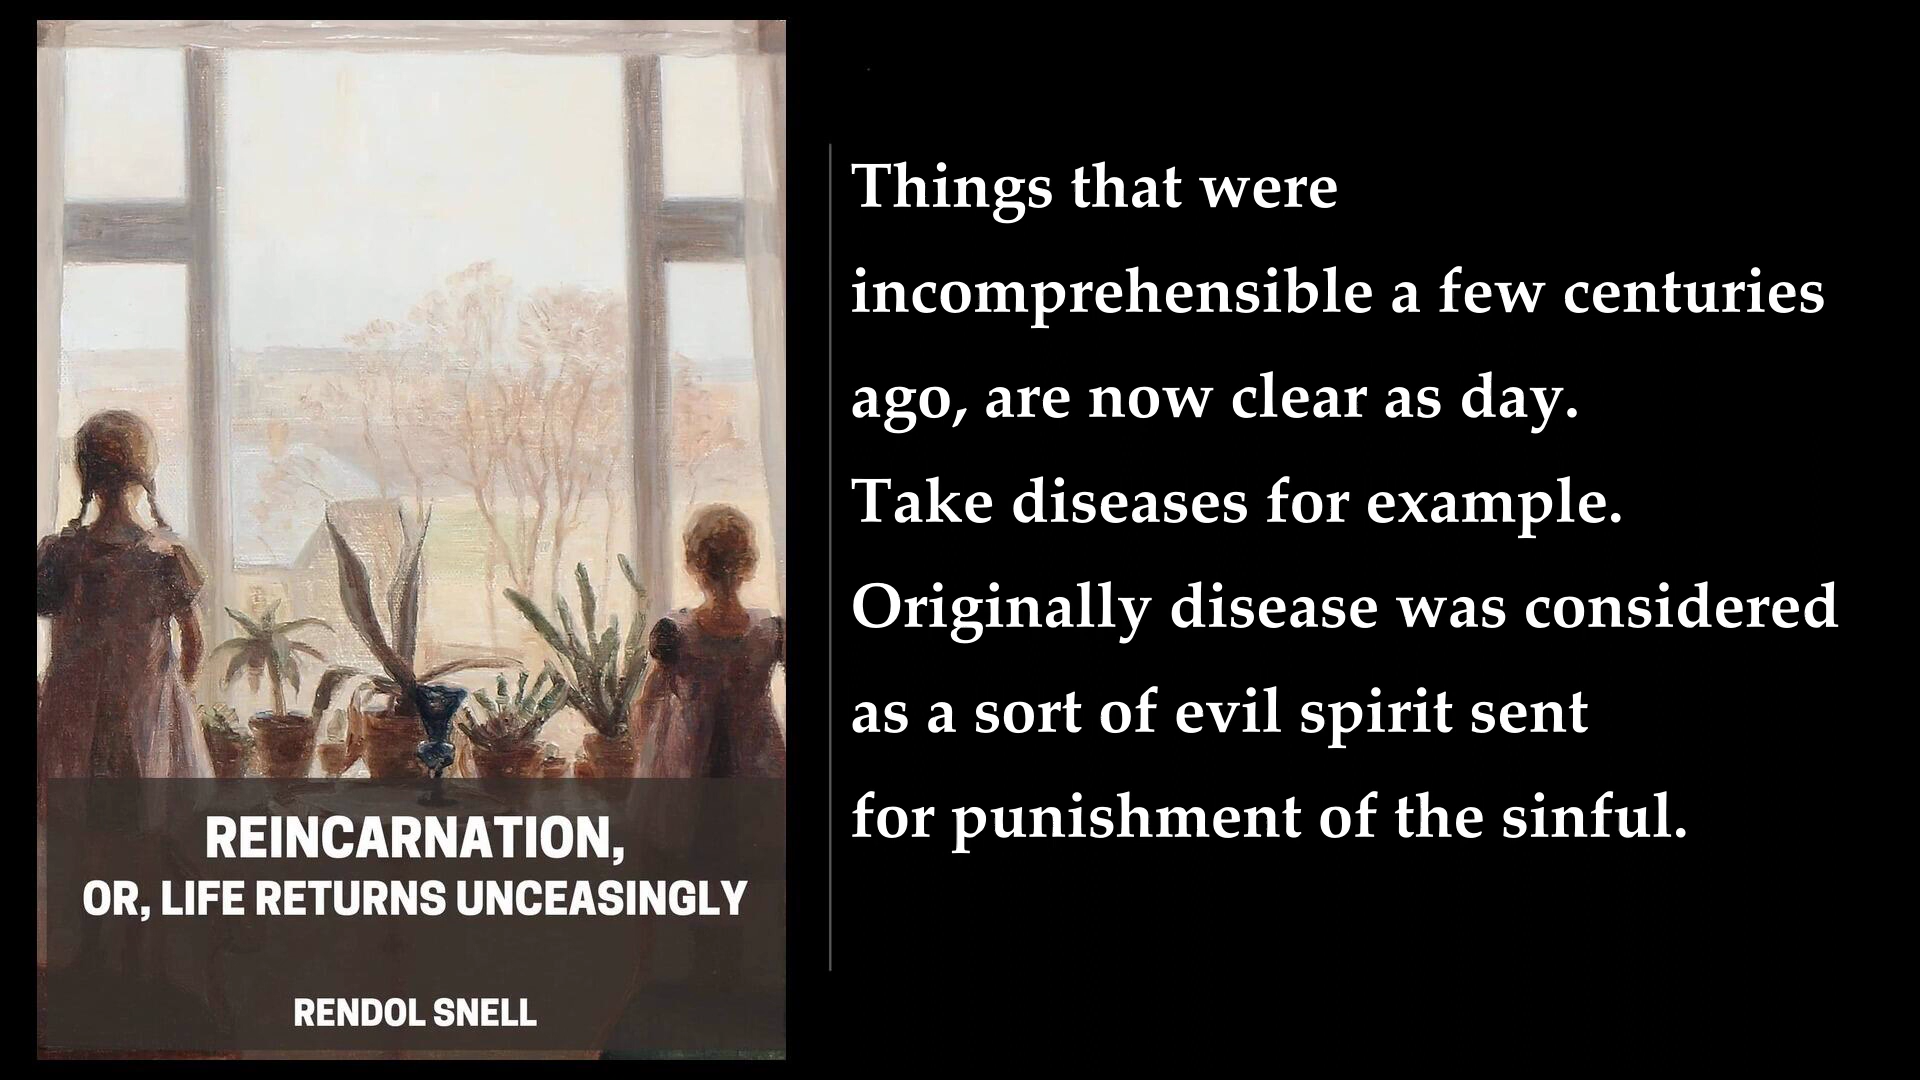 REINCARNATION,
OR, LIFE RETURNS UNCEASINGLY
RENDOL SNELL
Things that were
incomprehensible a few centuries
ago, are now clear as day.
Take diseases for example.
Originally disease was considered
as a sort of evil spirit sent
for punishment of the sinful.